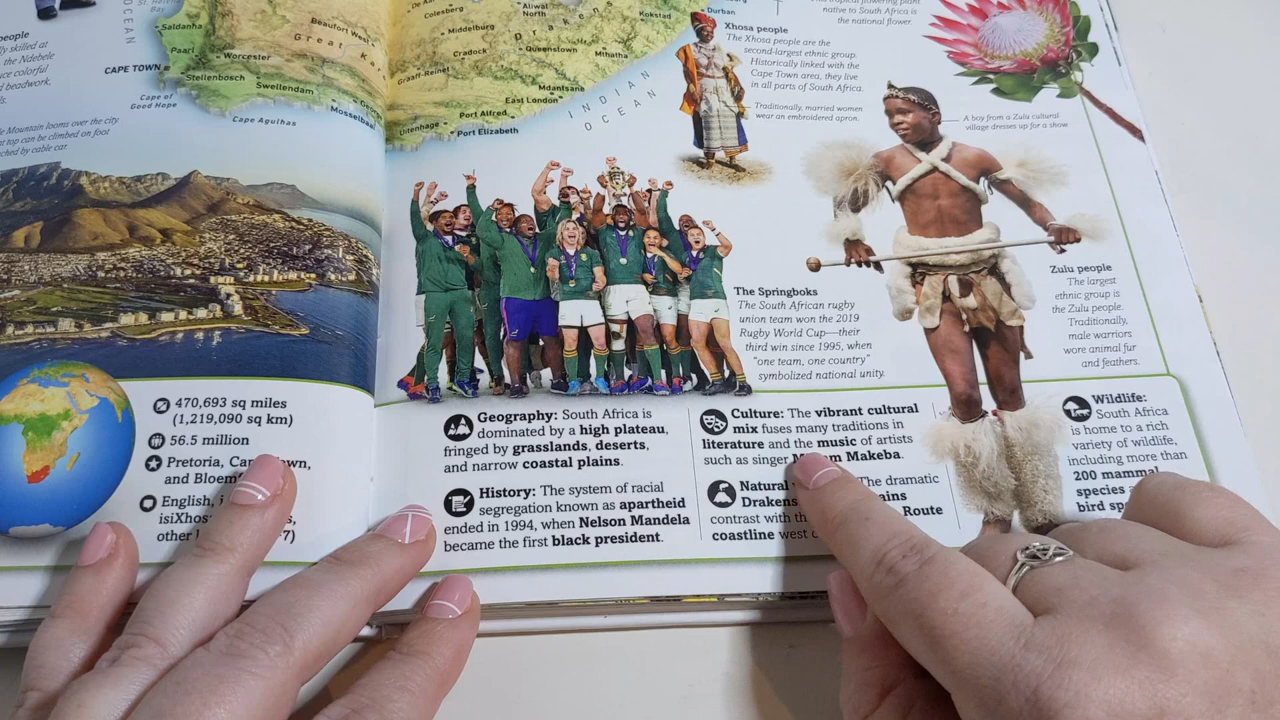 people
ly skilled at
the Ndebele
ce colorful
d beadwork,
ls.
St. Helena
Bay
OCEAN
Saldanha
Paarl
Worcester
CAPE TOWN
Stellenbosch
Swellendam
Cape of
Good Hope
Mosselbaai
Cape Agulhas
Beaufort West
Great
Colesberg
Middelburg
Cradock
Graaff-Reinet
Aliwal
North
Queenstown
Kokstad
Mthatha
Mdantsane
East London
Port Alfred
Uitenhage
Port Elizabeth
Durban
INDIAN
OCEAN
native to South Africa is
the national flower.
Xhosa people
The Xhosa people are the
second-largest ethnic group.
Historically linked with the
Cape Town area, they live
in all parts of South Africa.
Traditionally, married women
wear an embroidered apron.
A boy from a Zulu cultural
village dresses up for a show.
Mountain looms over the city
top can be climbed on foot
by cable car.
The Springboks
The South African rugby
union team won the 2019
Rugby World Cup—their
third win since 1995, when
"one team, one country"
symbolized national unity.
Zulu people
The largest
ethnic group is
the Zulu people.
Traditionally,
male warriors
wore animal fur
and feathers.
470,693 sq miles
(1,219,090 sq km)
56.5 million
Pretoria,
and
English,
Geography: South Africa is
dominated by a high plateau,
fringed by grasslands, deserts,
and narrow coastal plains.
History: The system of racial
segregation known as apartheid
ended in 1994, when Nelson Mandela
became the first black president.
Culture: The vibrant cultural
mix fuses many traditions in
literature and the music of artists
such as singer Makeba.
Natural The dramatic
Route
contrast with
coastline west
Wildlife:
South Africa
is home to a rich
variety of wildlife,
including more than
200 mammal
species
bird